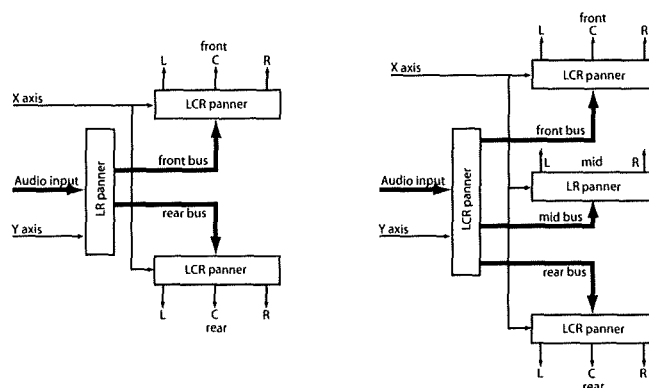 front
L C R
LCR panner
X axis
front bus
Audio input
LR panner
rear bus
Y axis
LCR panner
L C R
rear
front
L C R
X axis
LCR panner
front bus
L mid R
Audio input
LCR panner
LR panner
mid bus
Y axis
rear bus
LCR panner
L C R
rear